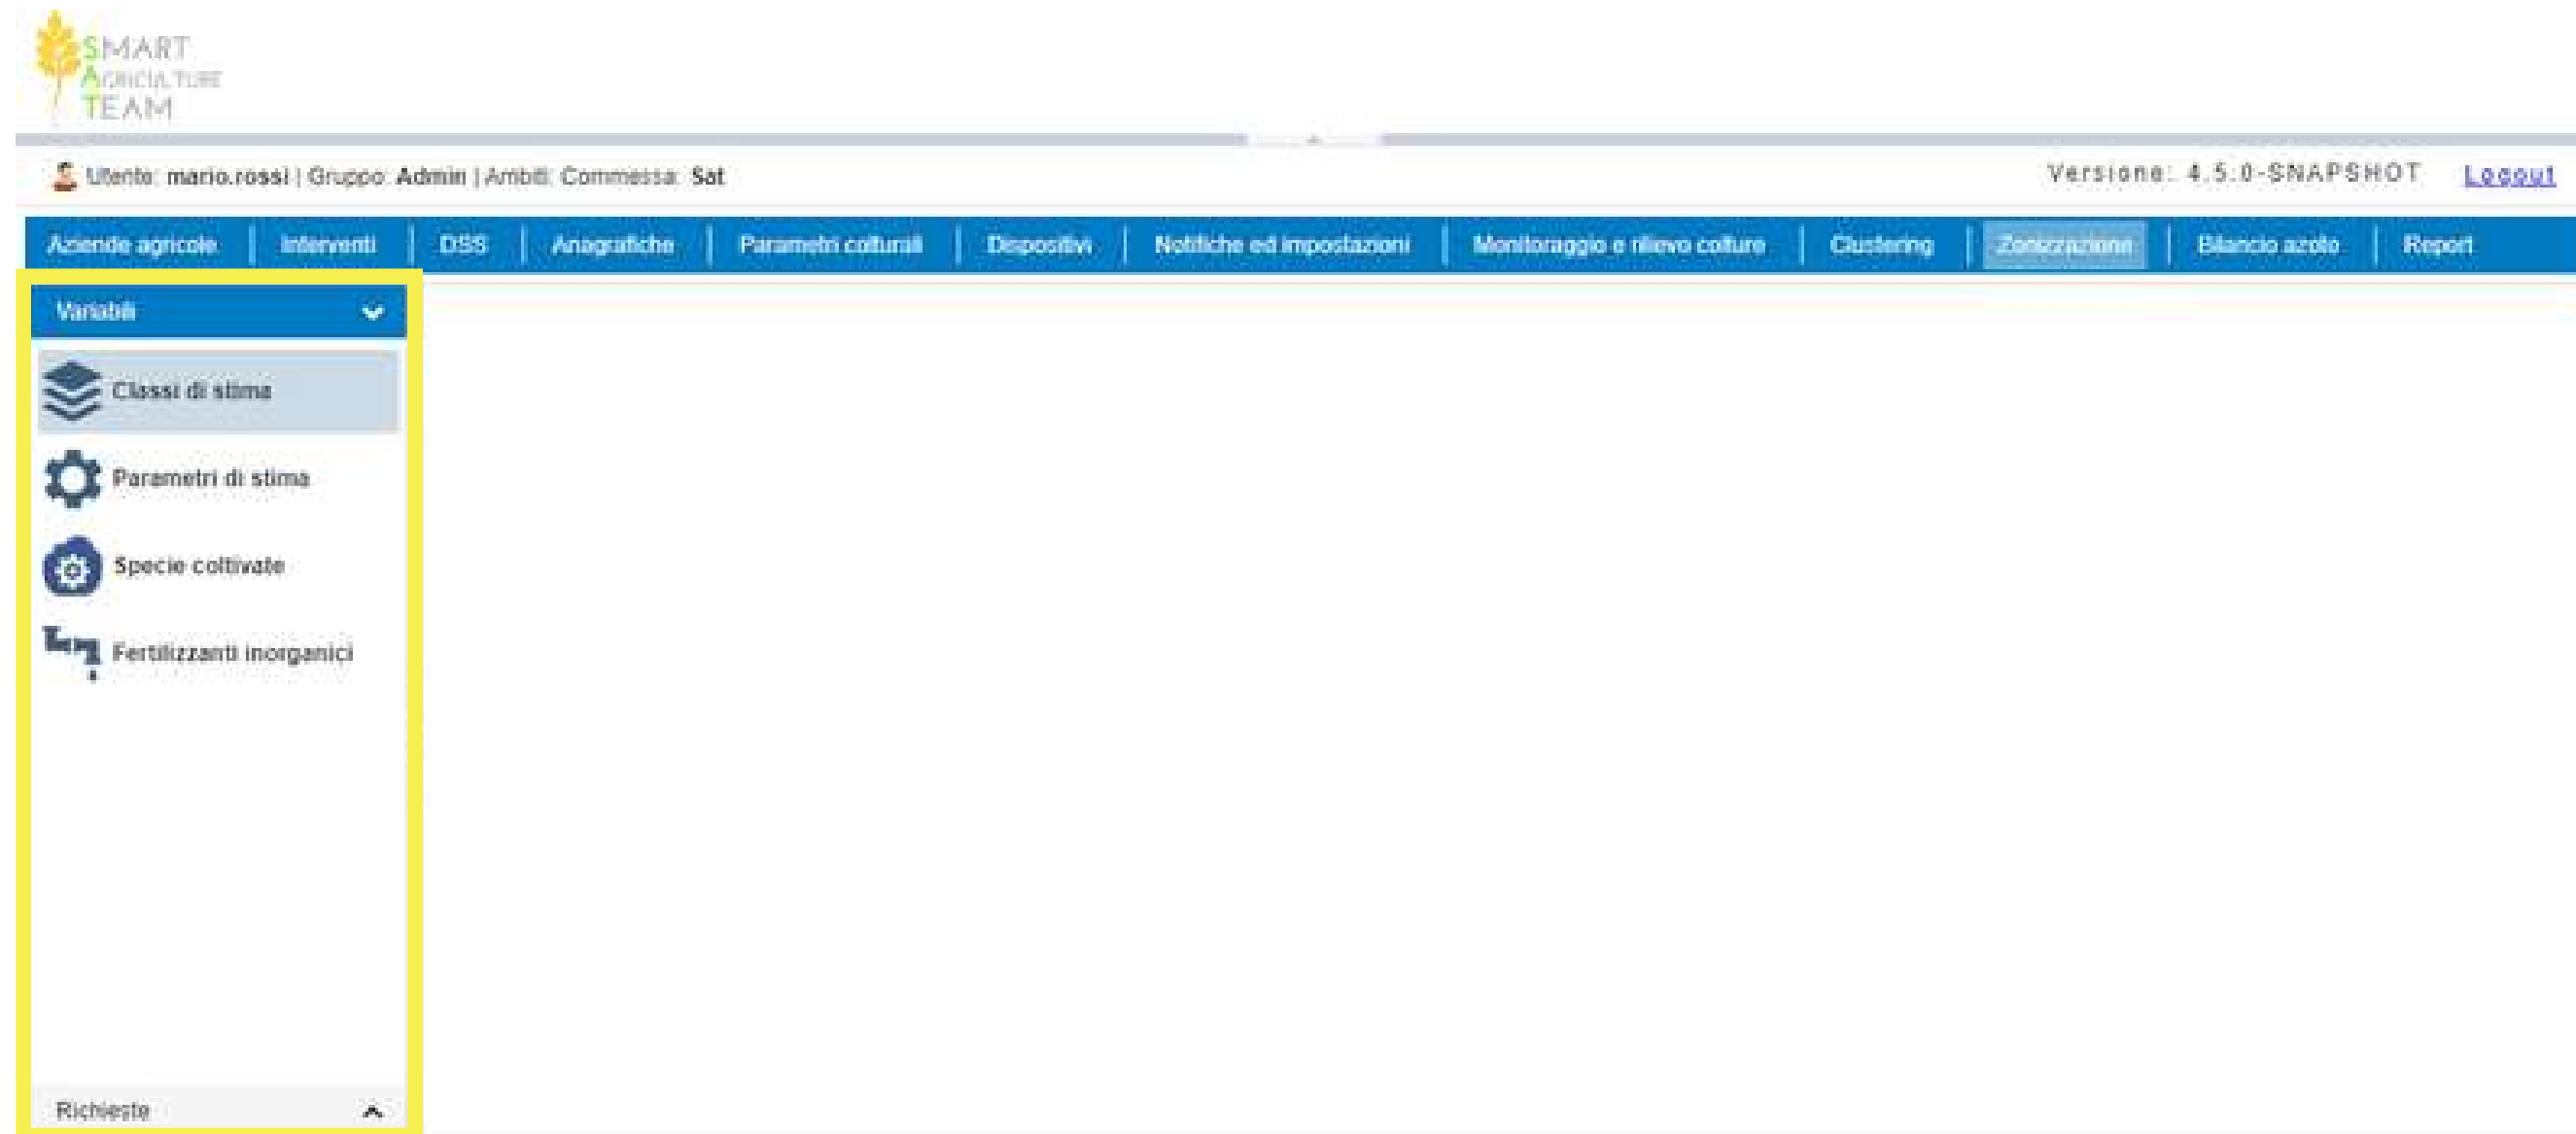 SMART
AGRICULTURE
TEAM
Utente: mario.rossi | Gruppo: Admin | Ambiti: Commessa: Sat
Versione: 4.5.0-SNAPSHOT Logout
Aziende agricole Interventi DSS Anagrafiche Parametri colturali Dispositivi Notifiche ed impostazioni Monitoraggio e rilievo colture Clustering Zonizzazione Bilancio azoto Report
Variabili
Classi di stima
Parametri di stima
Specie coltivate
Fertilizzanti inorganici
Richieste